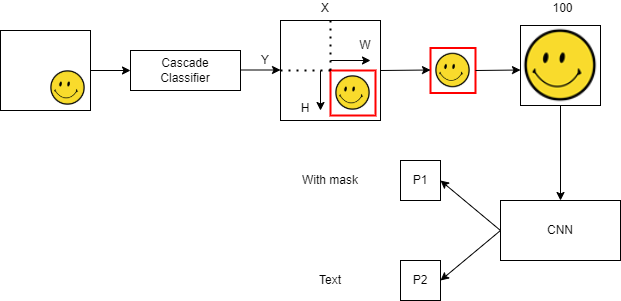 X
100
W
Cascade
Classifier
Y
H
With mask
P1
CNN
Text
P2